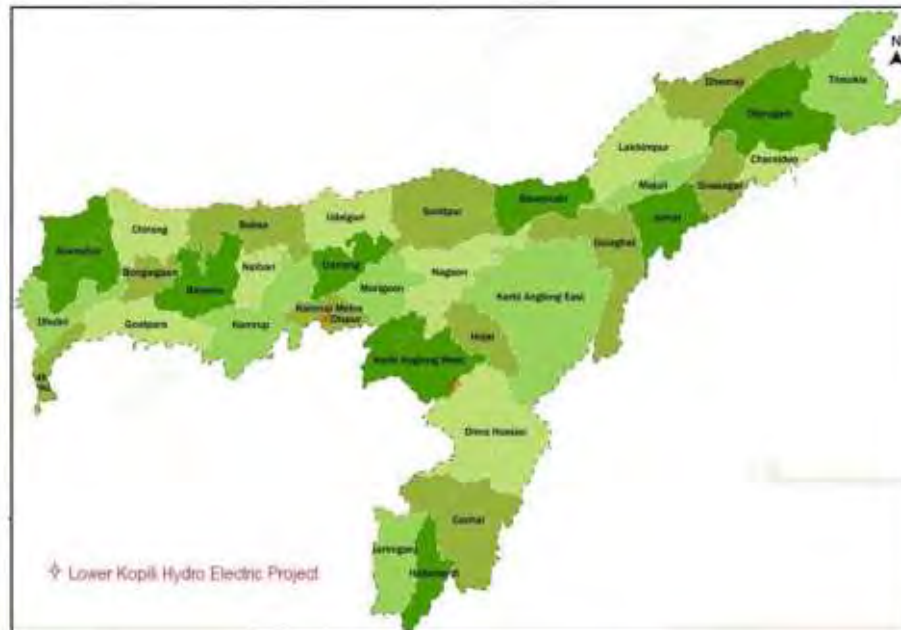 N
Dhemaji
Tinsukia
Dibrugarh
Lakhimpur
Charaideo
Majuli
Sivasagar
Jorhat
Sonitpur
Biswanath
Udalguri
Baksa
Chirang
Kokrajhar
Golaghat
Darrang
Nalbari
Nagaon
Bongaigaon
Barpeta
Morigaon
Karbi Anglong East
Kamrup Metro
Dispur
Dhubri
Goalpara
Kamrup
Hojai
Karbi Anglong West
Dima Hasao
Cachar
Karimganj
Hailakandi
Lower Kopili Hydro Electric Project